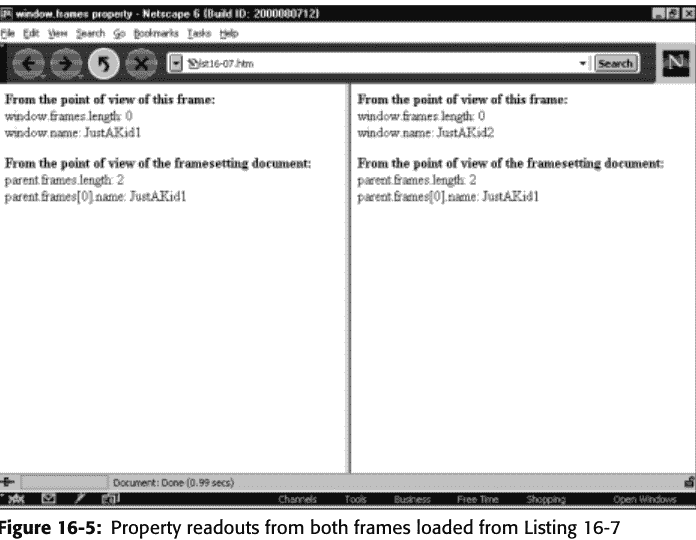 window.frames property - Netscape 6 {Build ID: 2000080712}
File Edit View Search Go Bookmarks Tasks Help
lst16-07.htm Search N
From the point of view of this frame:
window.frames.length: 0
window.name: JustAKid1
From the point of view of the framesetting document:
parent.frames.length: 2
parent.frames[0].name: JustAKid1
From the point of view of this frame:
window.frames.length: 0
window.name: JustAKid2
From the point of view of the framesetting document:
parent.frames.length: 2
parent.frames[0].name: JustAKid1
Document: Done (0.99 secs)
Channels Tools Business Free Time Shopping Open Windows
Figure 16-5: Property readouts from both frames loaded from Listing 16-7